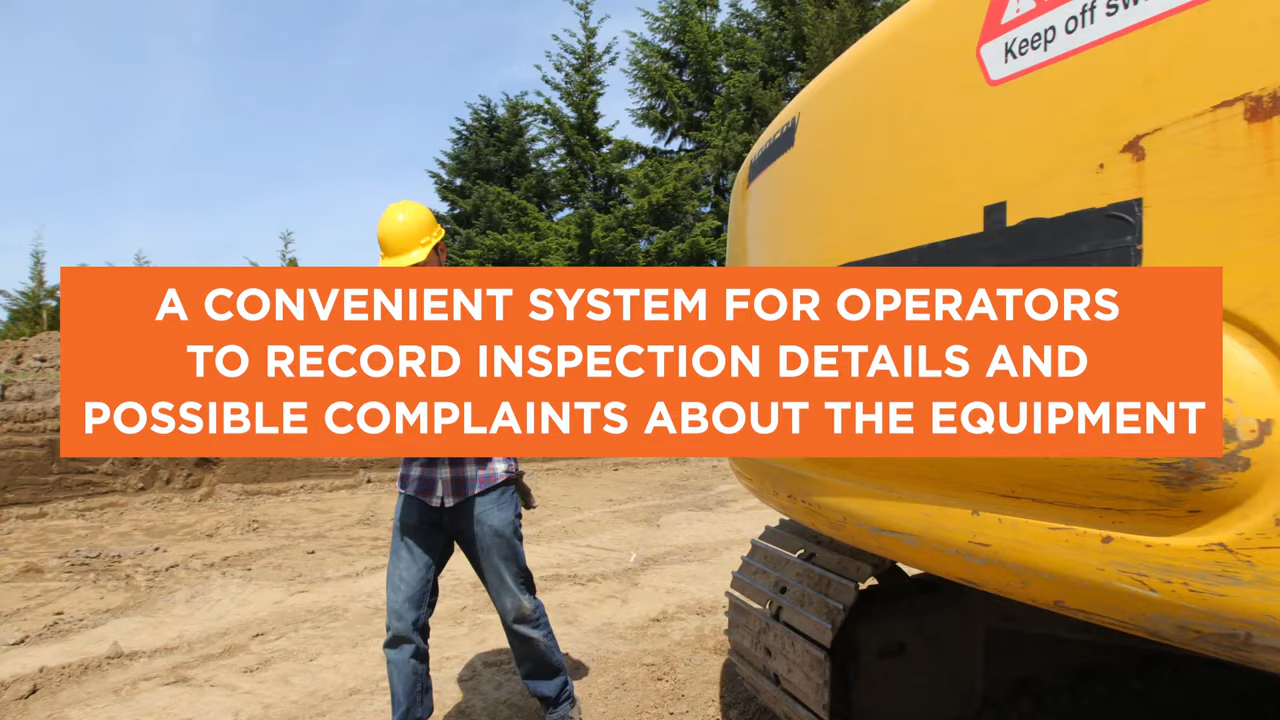 Keep off
A CONVENIENT SYSTEM FOR OPERATORS
TO RECORD INSPECTION DETAILS AND
POSSIBLE COMPLAINTS ABOUT THE EQUIPMENT